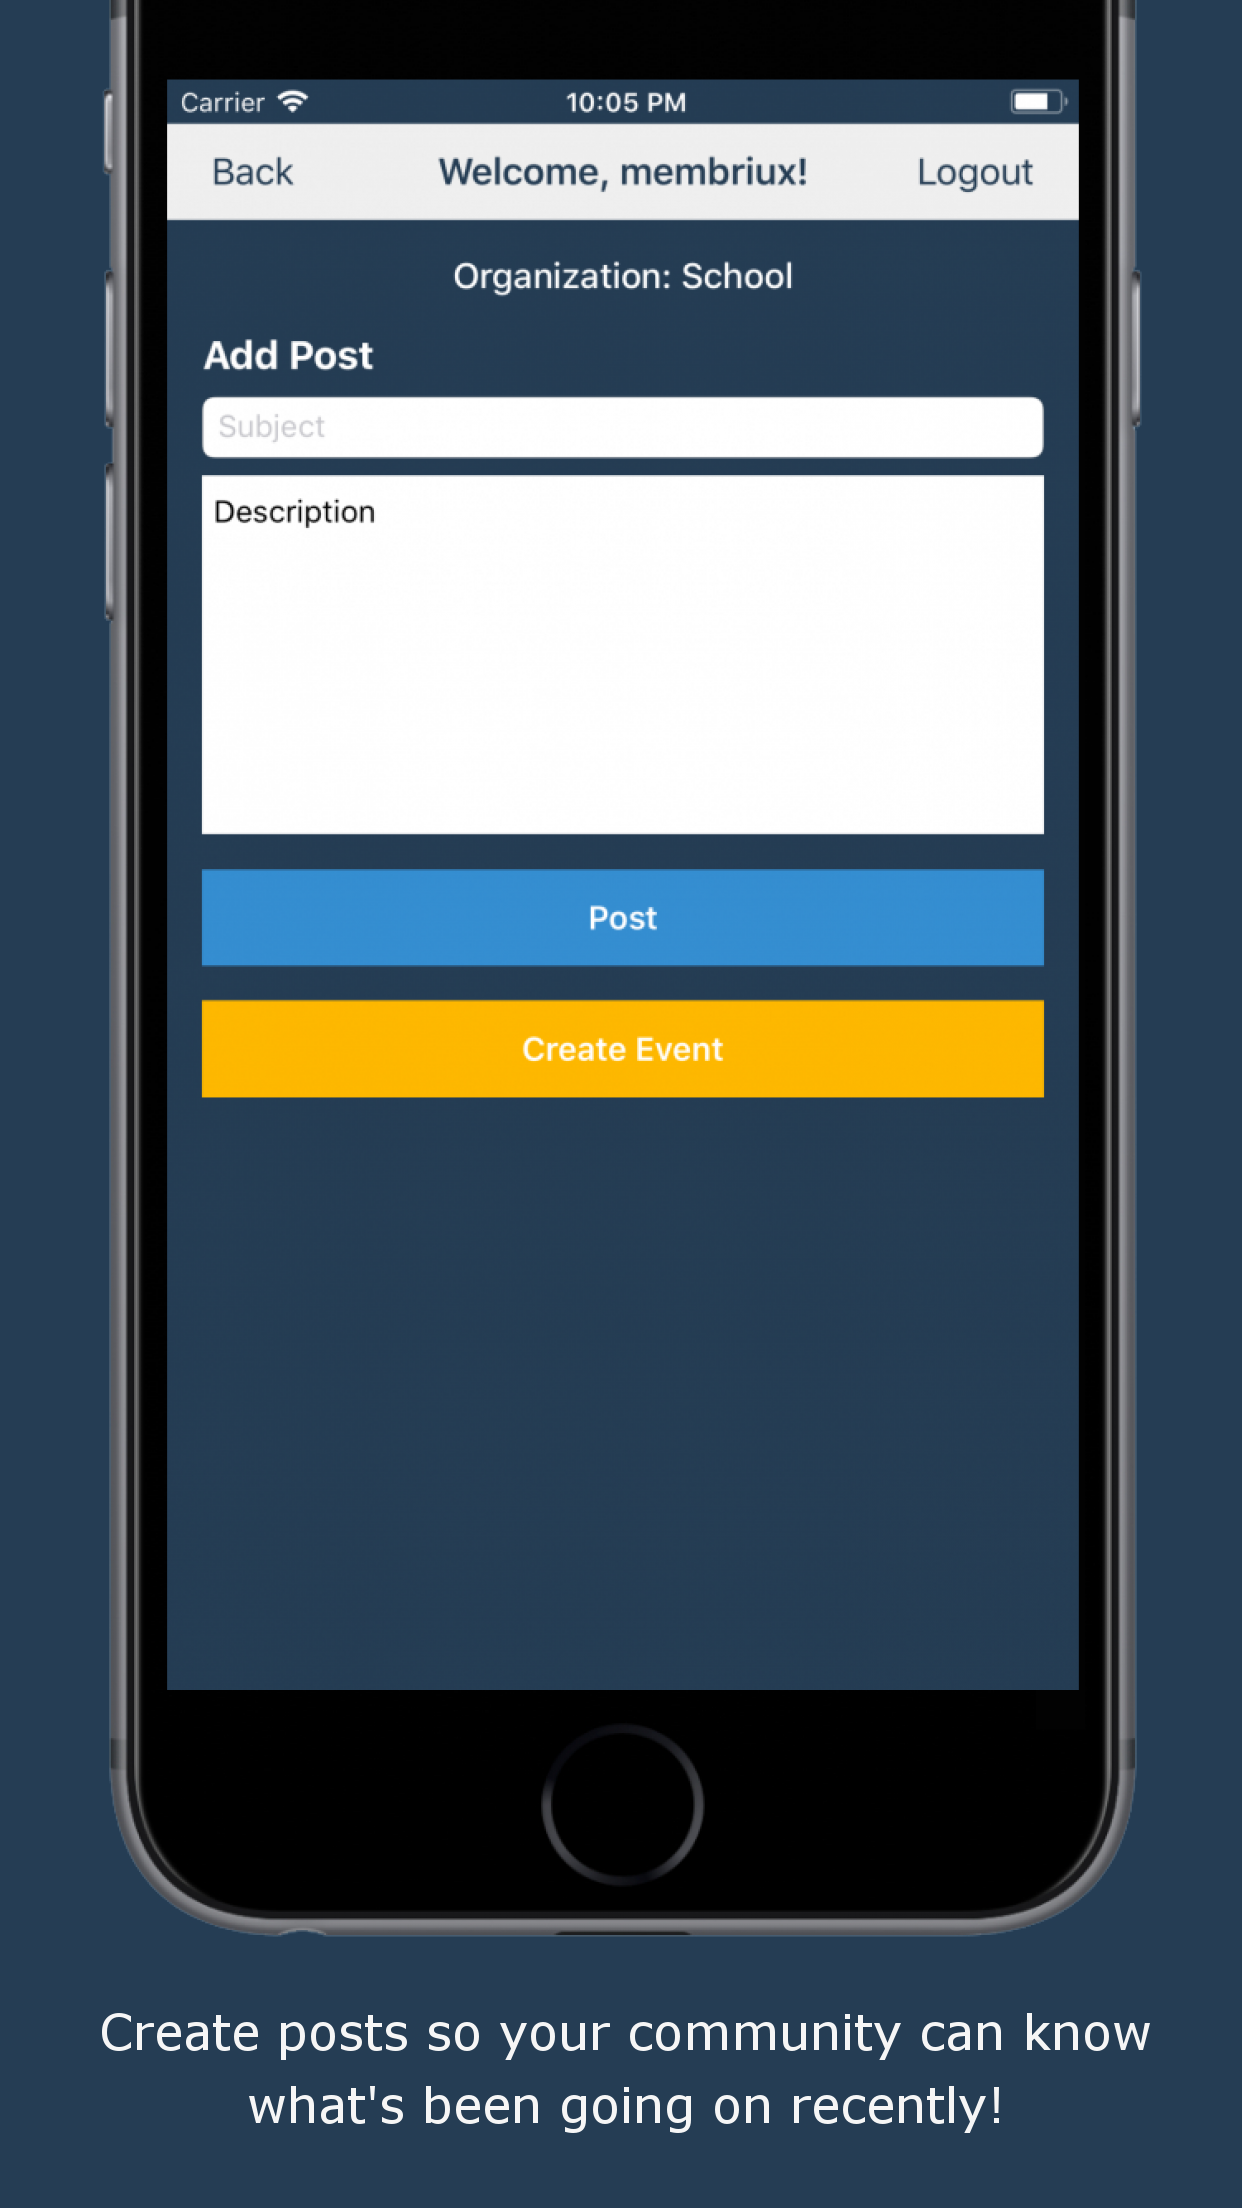 Carrier 10:05 PM
Back Welcome, membriux! Logout
Organization: School
Add Post
Subject
Description
Post
Create Event
Create posts so your community can know
what's been going on recently!